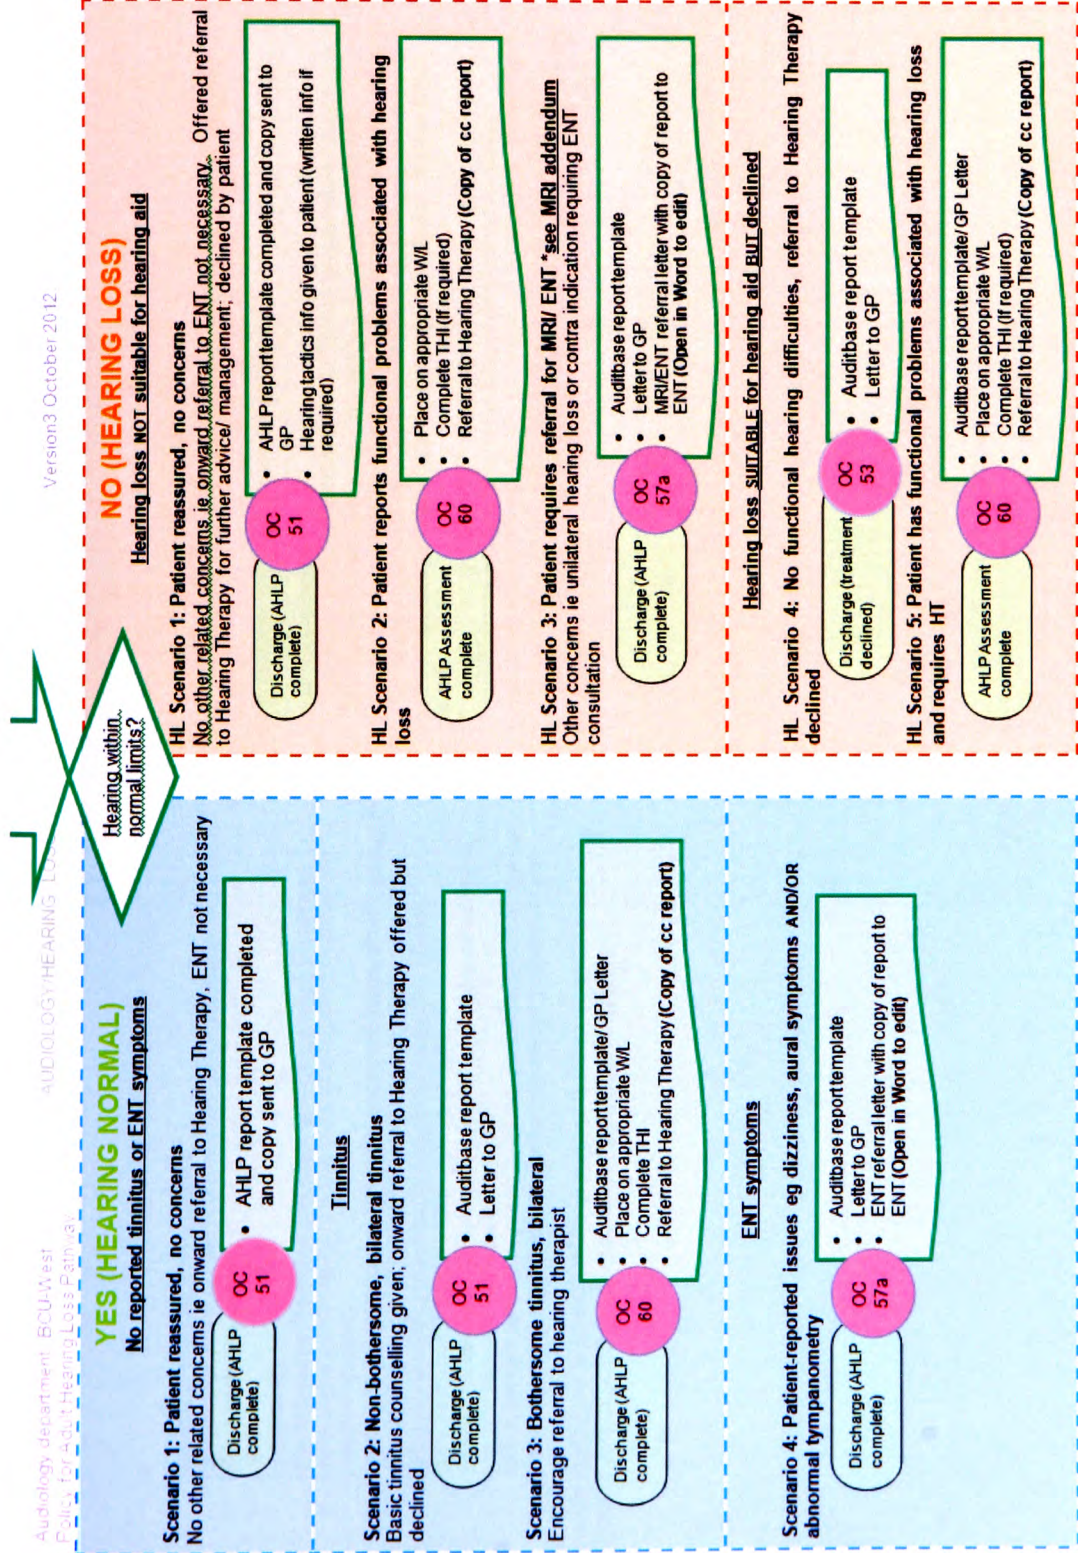 Audiology department BCU-West
Policy for Adult Hearing Loss Pathway
AUDIOLOGY/HEARING
Version3 October 2012
Hearing within
normal limits?
YES (HEARING NORMAL)
No reported tinnitus or ENT symptoms
Scenario 1: Patient reassured, no concerns
No other related concerns ie onward referral to Hearing Therapy, ENT not necessary
Discharge (AHLP
complete)
OC
51
• AHLP report template completed
and copy sent to GP
Tinnitus
Scenario 2: Non-bothersome, bilateral tinnitus
Basic tinnitus counselling given; onward referral to Hearing Therapy offered but
declined
Discharge (AHLP
complete)
OC
51
• Auditbase report template
• Letter to GP
Scenario 3: Bothersome tinnitus, bilateral
Encourage referral to hearing therapist
Discharge (AHLP
complete)
OC
60
• Auditbase report template/ GP Letter
• Place on appropriate W/L
• Complete THI
• Referral to Hearing Therapy (Copy of cc report)
ENT symptoms
Scenario 4: Patient-reported issues eg dizziness, aural symptoms AND/OR
abnormal tympanometry
Discharge (AHLP
complete)
OC
57a
• Auditbase report template
• Letter to GP
• ENT referral letter with copy of report to
ENT (Open in Word to edit)
NO (HEARING LOSS)
Hearing loss NOT suitable for hearing aid
HL Scenario 1: Patient reassured, no concerns
No other related concerns ie onward referral to ENT not necessary. Offered referral
to Hearing Therapy for further advice/ management; declined by patient
Discharge (AHLP
complete)
OC
51
• AHLP report template completed and copy sent to
GP
• Hearing tactics info given to patient (written info if
required)
HL Scenario 2: Patient reports functional problems associated with hearing
loss
AHLP Assessment
complete
OC
60
• Place on appropriate W/L
• Complete THI (If required)
• Referral to Hearing Therapy (Copy of cc report)
HL Scenario 3: Patient requires referral for MRI/ ENT *see MRI addendum
Other concerns ie unilateral hearing loss or contra indication requiring ENT
consultation
Discharge (AHLP
complete)
OC
57a
• Auditbase report template
• Letter to GP
• MRI/ENT referral letter with copy of report to
ENT (Open in Word to edit)
Hearing loss SUITABLE for hearing aid BUT declined
HL Scenario 4: No functional hearing difficulties, referral to Hearing Therapy
declined
Discharge (treatment
declined)
OC
53
• Auditbase report template
• Letter to GP
HL Scenario 5: Patient has functional problems associated with hearing loss
and requires HT
AHLP Assessment
complete
OC
60
• Auditbase report template/ GP Letter
• Place on appropriate W/L
• Complete THI (If required)
• Referral to Hearing Therapy (Copy of cc report)